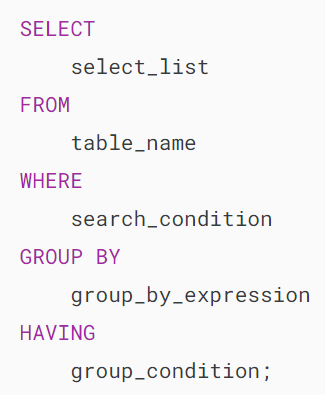 SELECT
select_list
FROM
table_name
WHERE
search_condition
GROUP BY
group_by_expression
HAVING
group_condition;